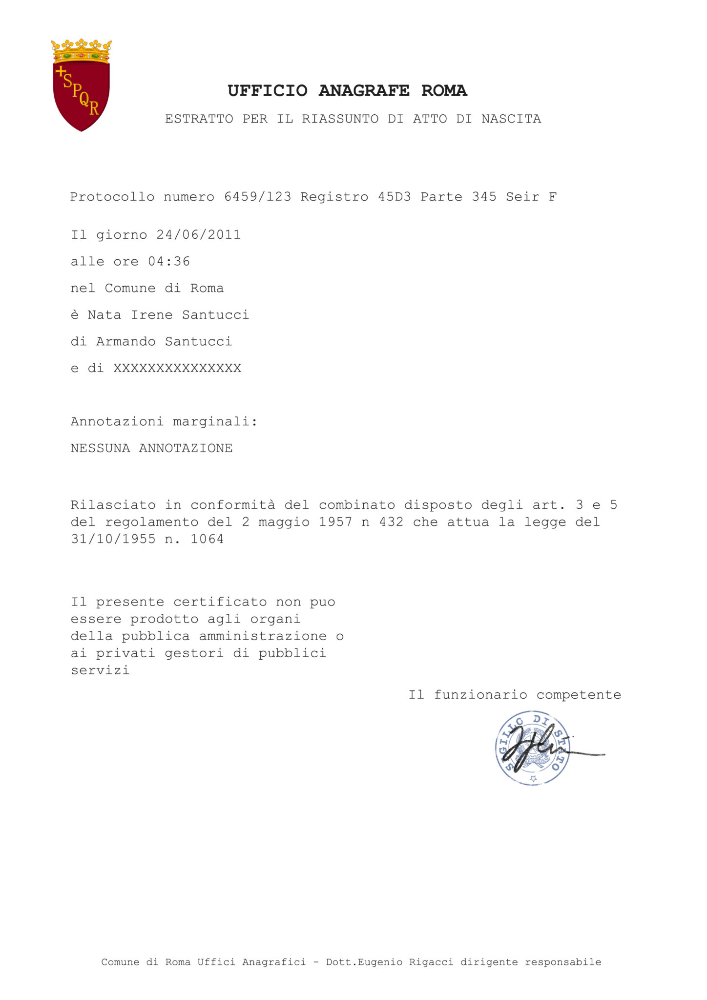 +SPQR
UFFICIO ANAGRAFE ROMA
ESTRATTO PER IL RIASSUNTO DI ATTO DI NASCITA
Protocollo numero 6459/l23 Registro 45D3 Parte 345 Seir F
Il giorno 24/06/2011
alle ore 04:36
nel Comune di Roma
è Nata Irene Santucci
di Armando Santucci
e di XXXXXXXXXXXXXXX
Annotazioni marginali:
NESSUNA ANNOTAZIONE
Rilasciato in conformità del combinato disposto degli art. 3 e 5
del regolamento del 2 maggio 1957 n 432 che attua la legge del
31/10/1955 n. 1064
Il presente certificato non puo
essere prodotto agli organi
della pubblica amministrazione o
ai privati gestori di pubblici
servizi
Il funzionario competente
SIGILLO DI STATO
Comune di Roma Uffici Anagrafici - Dott.Eugenio Rigacci dirigente responsabile